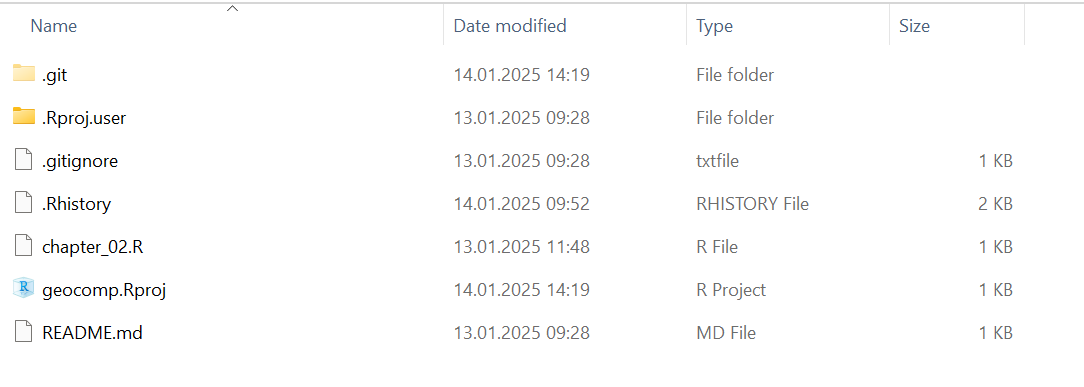 Name Date modified Type Size
.git 14.01.2025 14:19 File folder
.Rproj.user 13.01.2025 09:28 File folder
.gitignore 13.01.2025 09:28 txtfile 1 KB
.Rhistory 14.01.2025 09:52 RHISTORY File 2 KB
chapter_02.R 13.01.2025 11:48 R File 1 KB
geocomp.Rproj 14.01.2025 14:19 R Project 1 KB
README.md 13.01.2025 09:28 MD File 1 KB